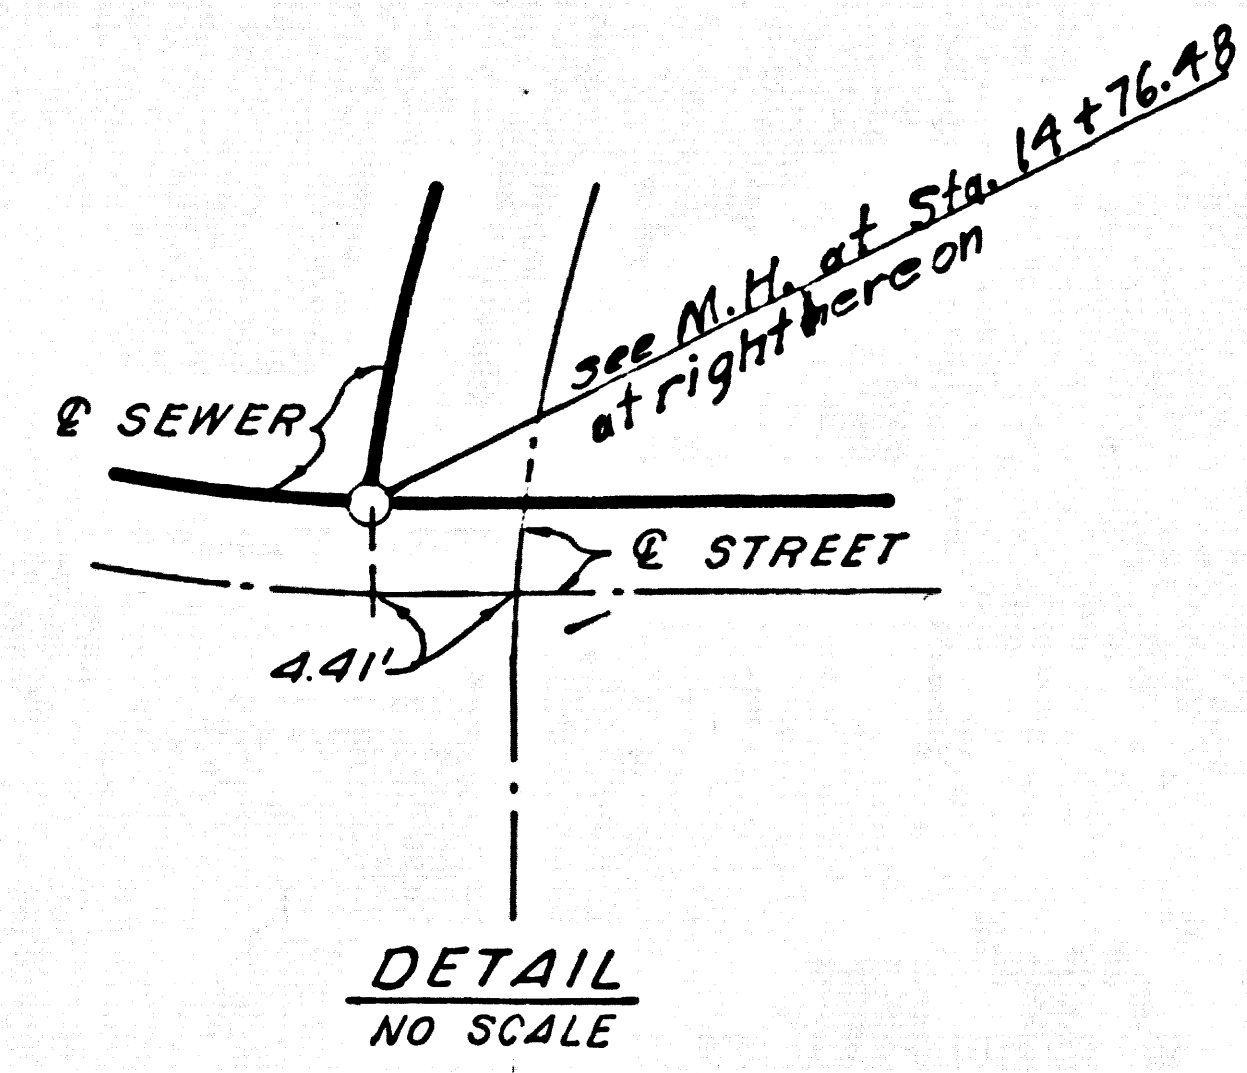 see M.H. at Sta. 14+76.48
at right hereon
℄ SEWER
℄ STREET
4.41'
DETAIL
NO SCALE